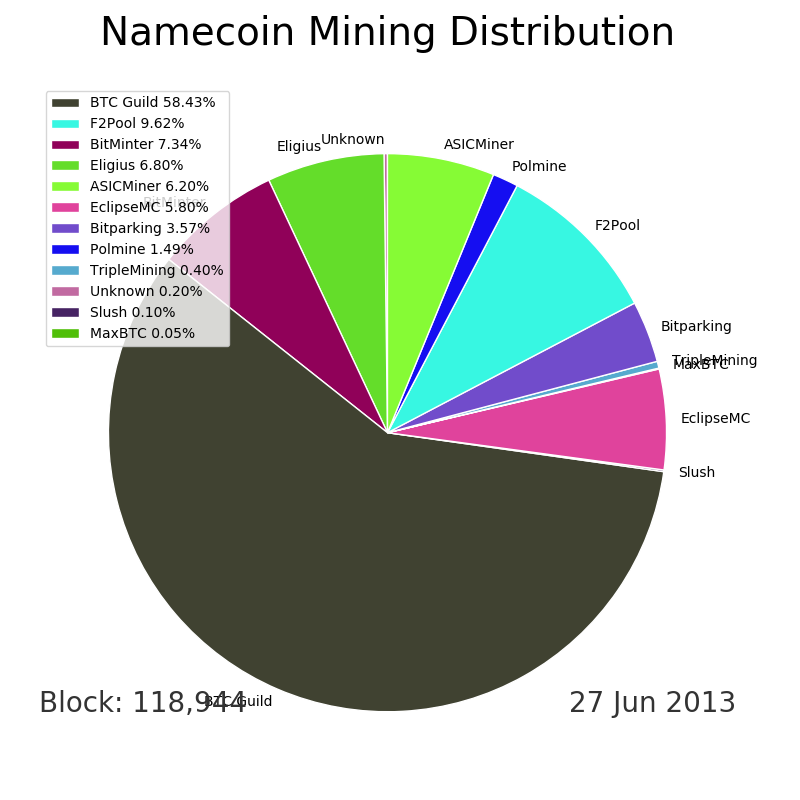 Namecoin Mining Distribution
BTC Guild 58.43%
F2Pool 9.62%
BitMinter 7.34%
Eligius 6.80%
ASICMiner 6.20%
EclipseMC 5.80%
Bitparking 3.57%
Polmine 1.49%
TripleMining 0.40%
Unknown 0.20%
Slush 0.10%
MaxBTC 0.05%
Unknown
Eligius
ASICMiner
Polmine
BitMinter
F2Pool
Bitparking
TripleMining
MaxBTC
EclipseMC
Slush
BTC Guild
Block: 118,944
27 Jun 2013